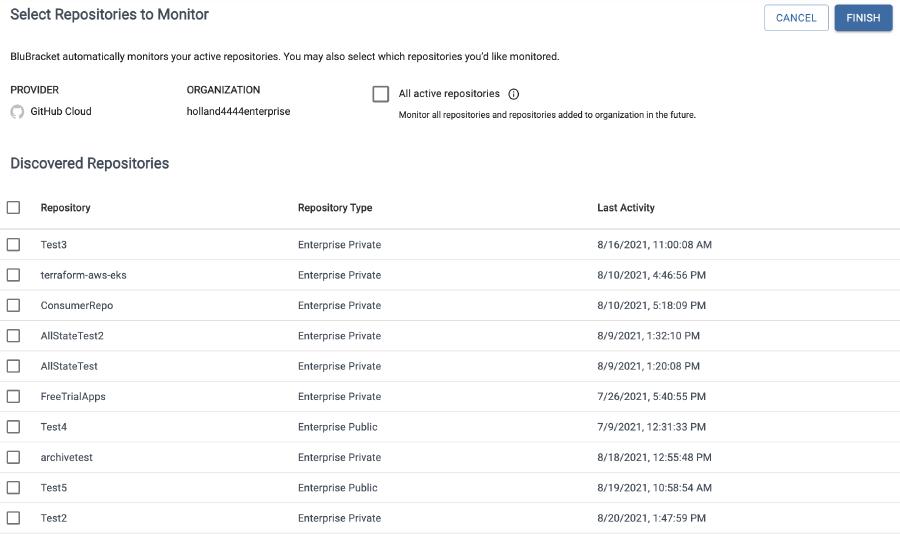 Select Repositories to Monitor
CANCEL FINISH
BluBracket automatically monitors your active repositories. You may also select which repositories you'd like monitored.
PROVIDER ORGANIZATION All active repositories
GitHub Cloud holland4444enterprise
Monitor all repositories and repositories added to organization in the future.
Discovered Repositories
Repository Repository Type Last Activity
Test3 Enterprise Private 8/16/2021, 11:00:08 AM
terraform-aws-eks Enterprise Private 8/10/2021, 4:46:56 PM
ConsumerRepo Enterprise Private 8/10/2021, 5:18:09 PM
AllStateTest2 Enterprise Private 8/9/2021, 1:32:10 PM
AllStateTest Enterprise Private 8/9/2021, 1:20:08 PM
FreeTrialApps Enterprise Private 7/26/2021, 5:40:55 PM
Test4 Enterprise Public 7/9/2021, 12:31:33 PM
archivetest Enterprise Private 8/18/2021, 12:55:48 PM
Test5 Enterprise Public 8/19/2021, 10:58:54 AM
Test2 Enterprise Private 8/20/2021, 1:47:59 PM